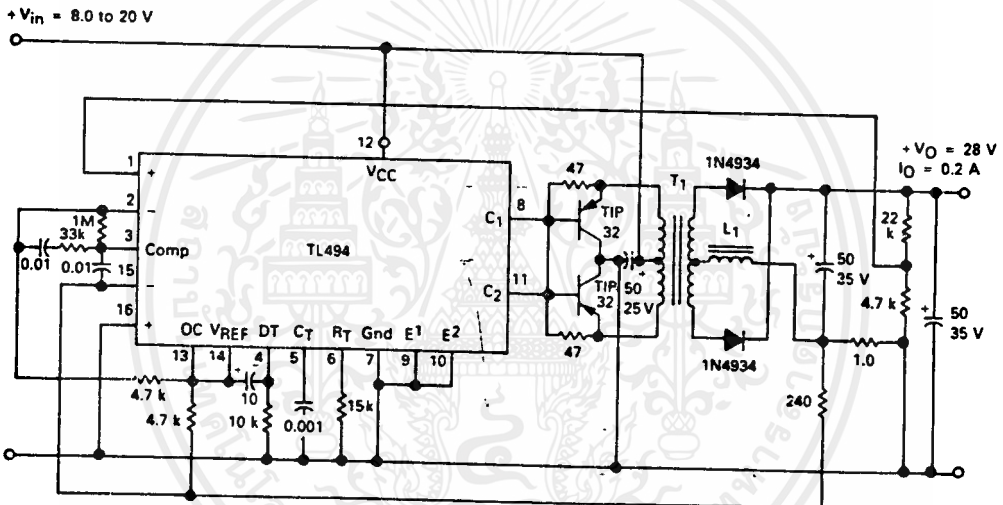 + Vin = 8.0 to 20 V
12
VCC
1
+
2
−
1M
33k
3
Comp
0.01
0.01
15
−
16
+
TL494
C1
8
C2
11
OC
VREF
DT
CT
RT
Gnd
E1
E2
13
14
4
5
6
7
9
10
4.7 k
4.7 k
+
−
10
10 k
0.001
15k
47
TIP
32
TIP
32
47
+
50
25 V
T1
1N4934
L1
1N4934
+
50
35 V
22
k
4.7 k
1.0
240
+
50
35 V
+ VO = 28 V
IO = 0.2 A